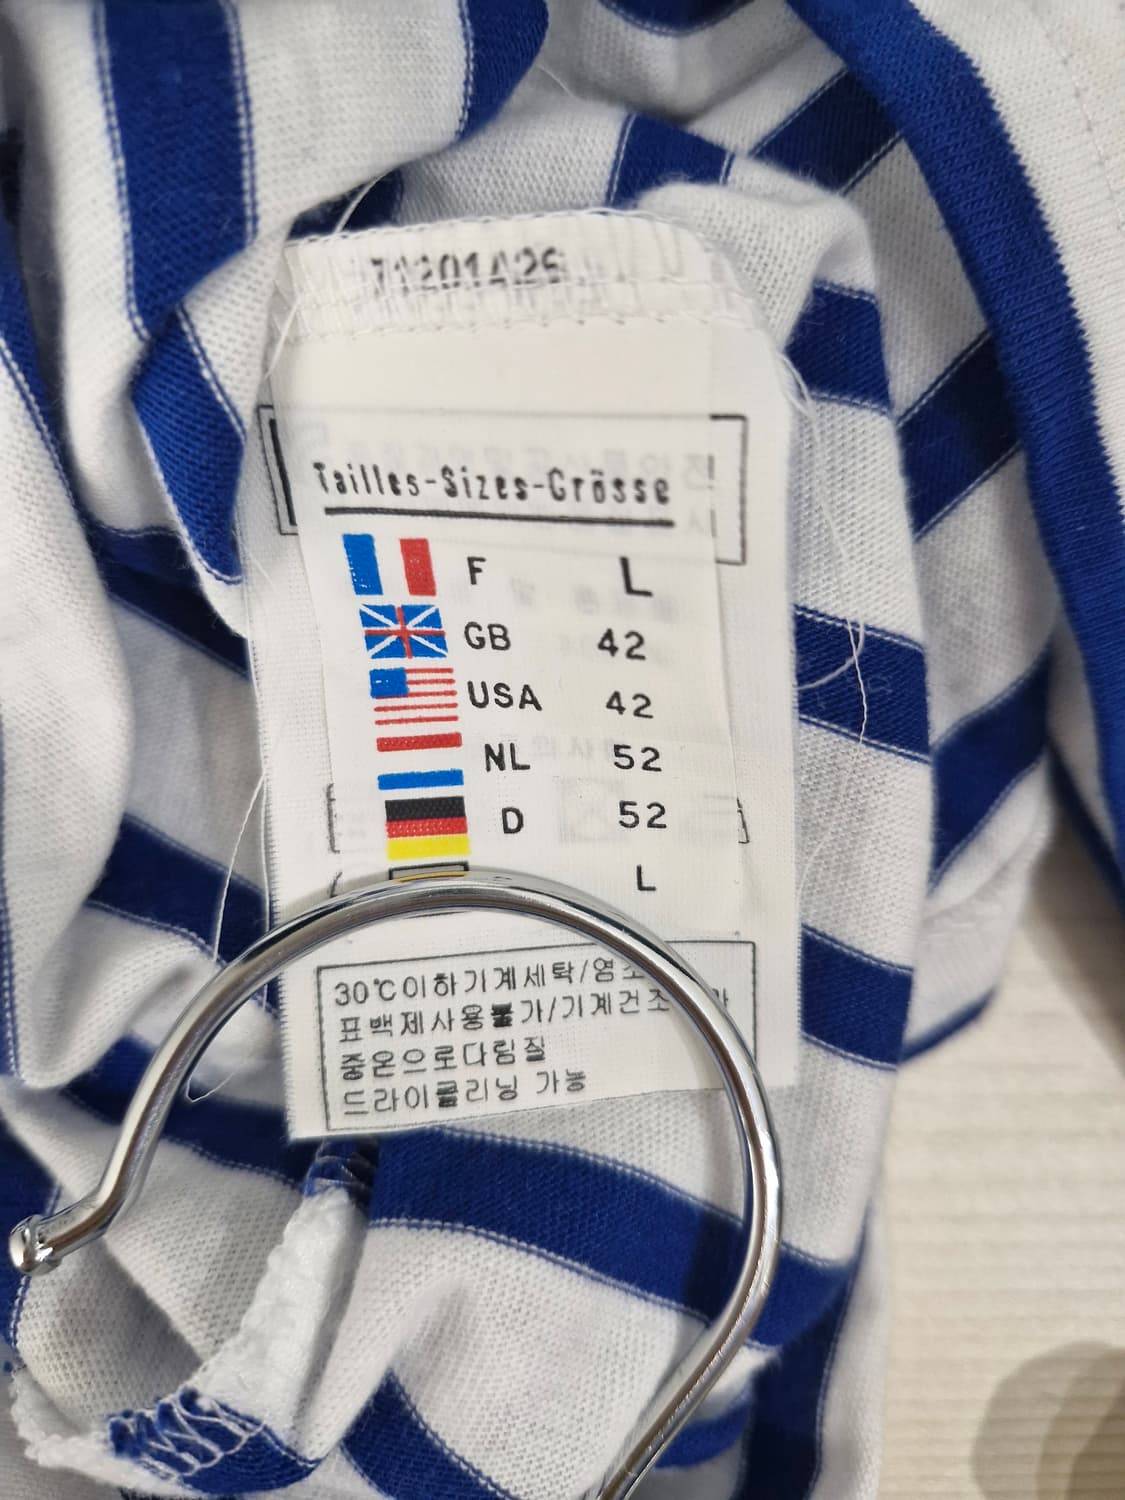 71201426
Tailles-Sizes-Grösse
F L
GB 42
USA 42
NL 52
D 52
L
30℃이하기계세탁/영
표백제사용불가/기계건조
중온으로다림질
드라이클리닝 가능